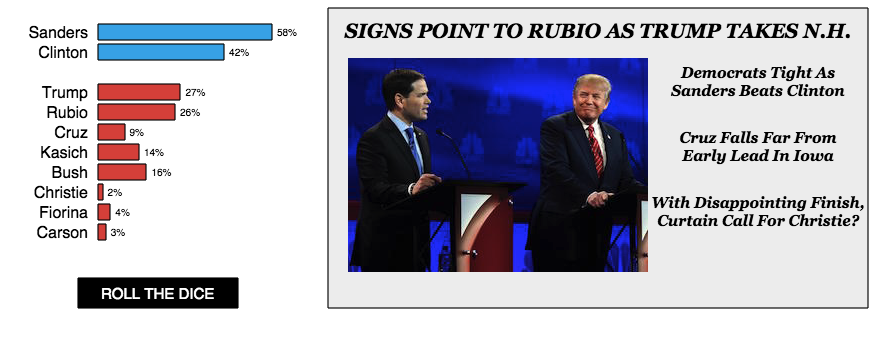 Sanders 58%
Clinton 42%
Trump 27%
Rubio 26%
Cruz 9%
Kasich 14%
Bush 16%
Christie 2%
Fiorina 4%
Carson 3%
ROLL THE DICE
SIGNS POINT TO RUBIO AS TRUMP TAKES N.H.
Democrats Tight As
Sanders Beats Clinton
Cruz Falls Far From
Early Lead In Iowa
With Disappointing Finish,
Curtain Call For Christie?